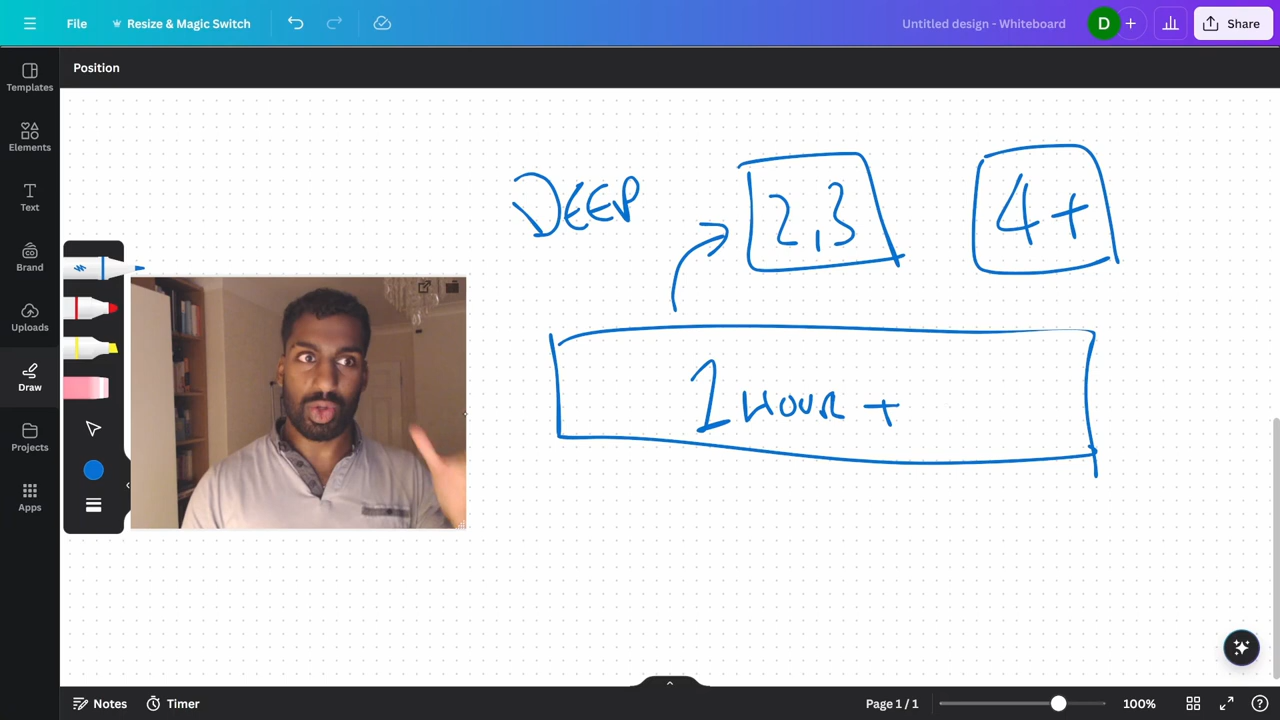 File
Resize & Magic Switch
Untitled design - Whiteboard
D
Share
Position
Templates
Elements
Text
Brand
Uploads
Draw
Projects
Apps
DEEP
2,3
4+
1 HOUR +
Notes
Timer
Page 1 / 1
100%